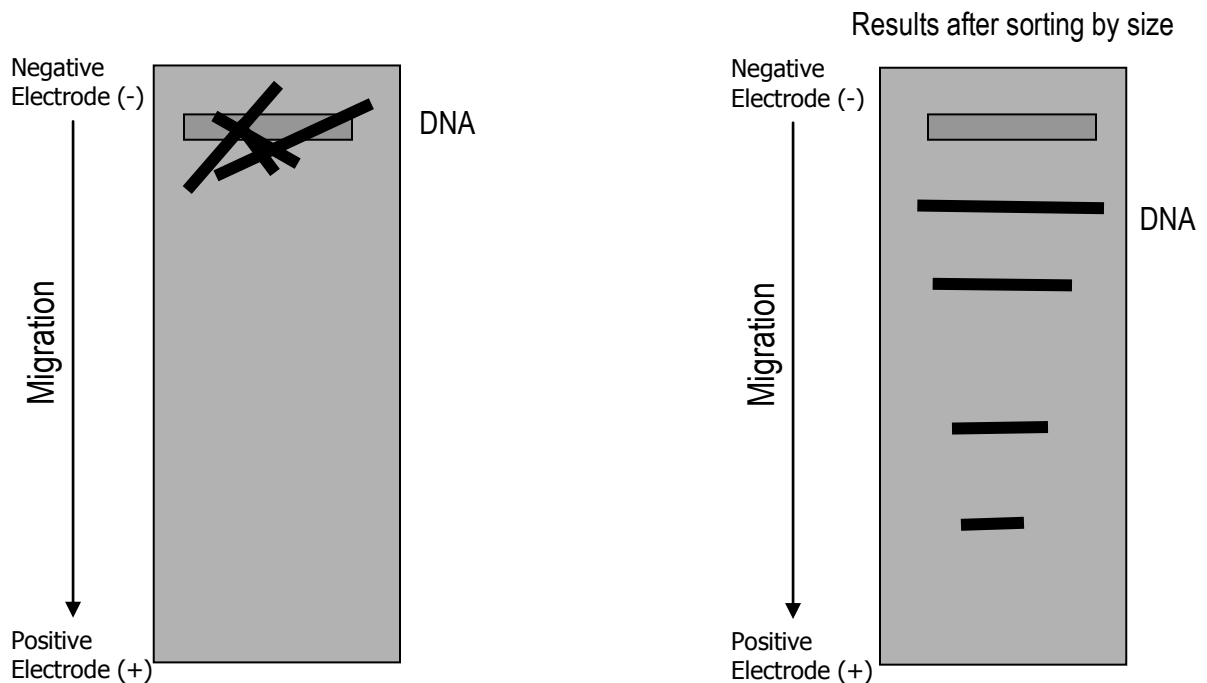 Negative
Electrode (-)
DNA
Migration
Positive
Electrode (+)
Results after sorting by size
Negative
Electrode (-)
DNA
Migration
Positive
Electrode (+)